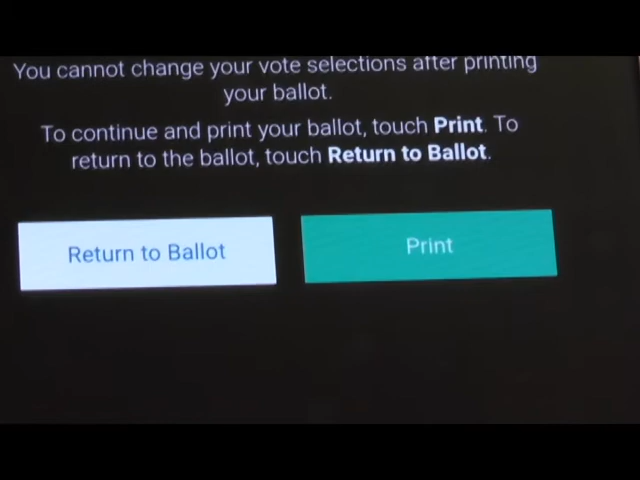 You cannot change your vote selections after printing
your ballot.
To continue and print your ballot, touch Print. To
return to the ballot, touch Return to Ballot.
Return to Ballot
Print